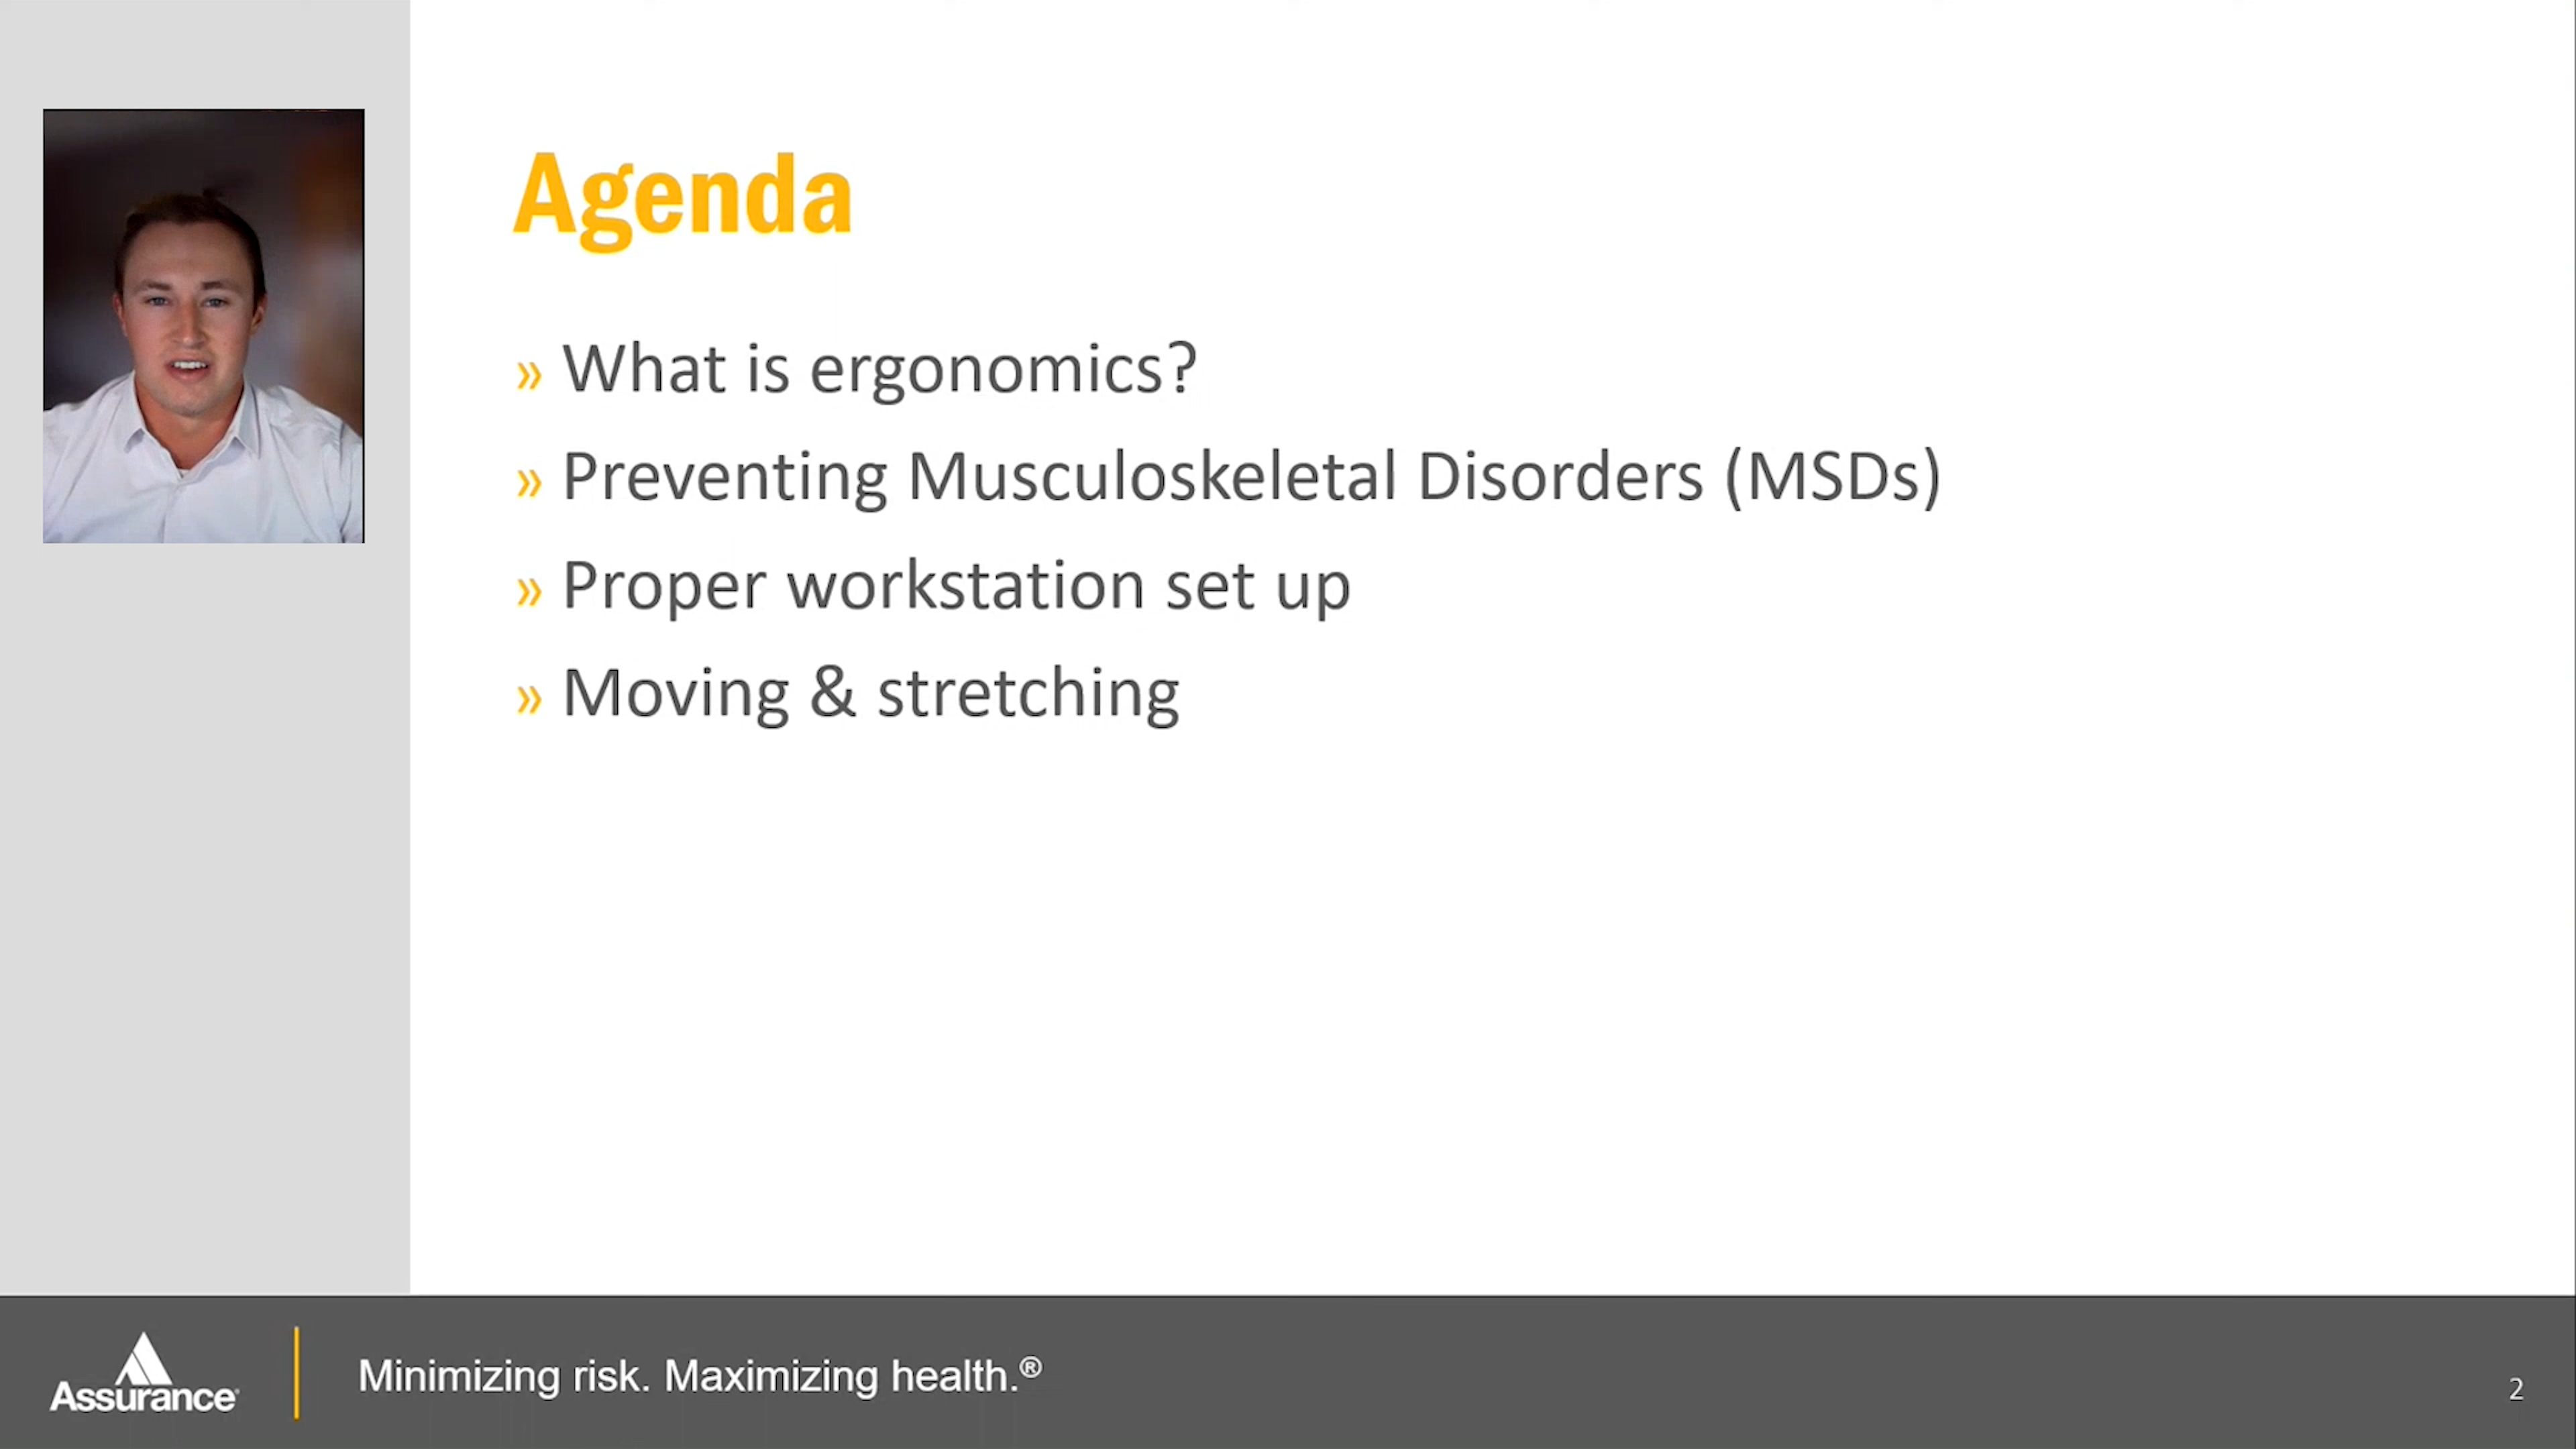 Agenda
» What is ergonomics?
» Preventing Musculoskeletal Disorders (MSDs)
» Proper workstation set up
» Moving & stretching
Assurance
Minimizing risk. Maximizing health.®
2